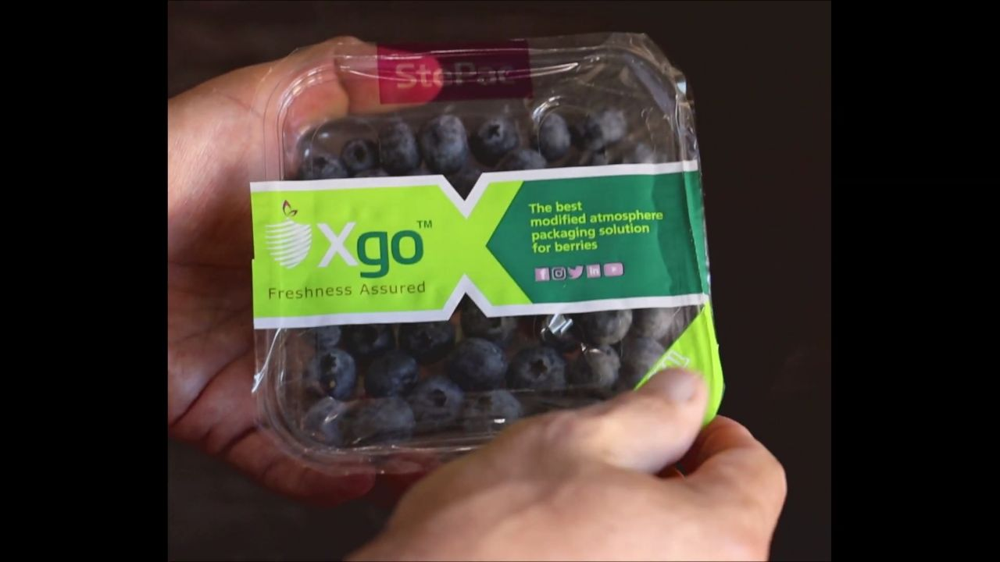 StePac
Xgo™
Freshness Assured
The best
modified atmosphere
packaging solution
for berries